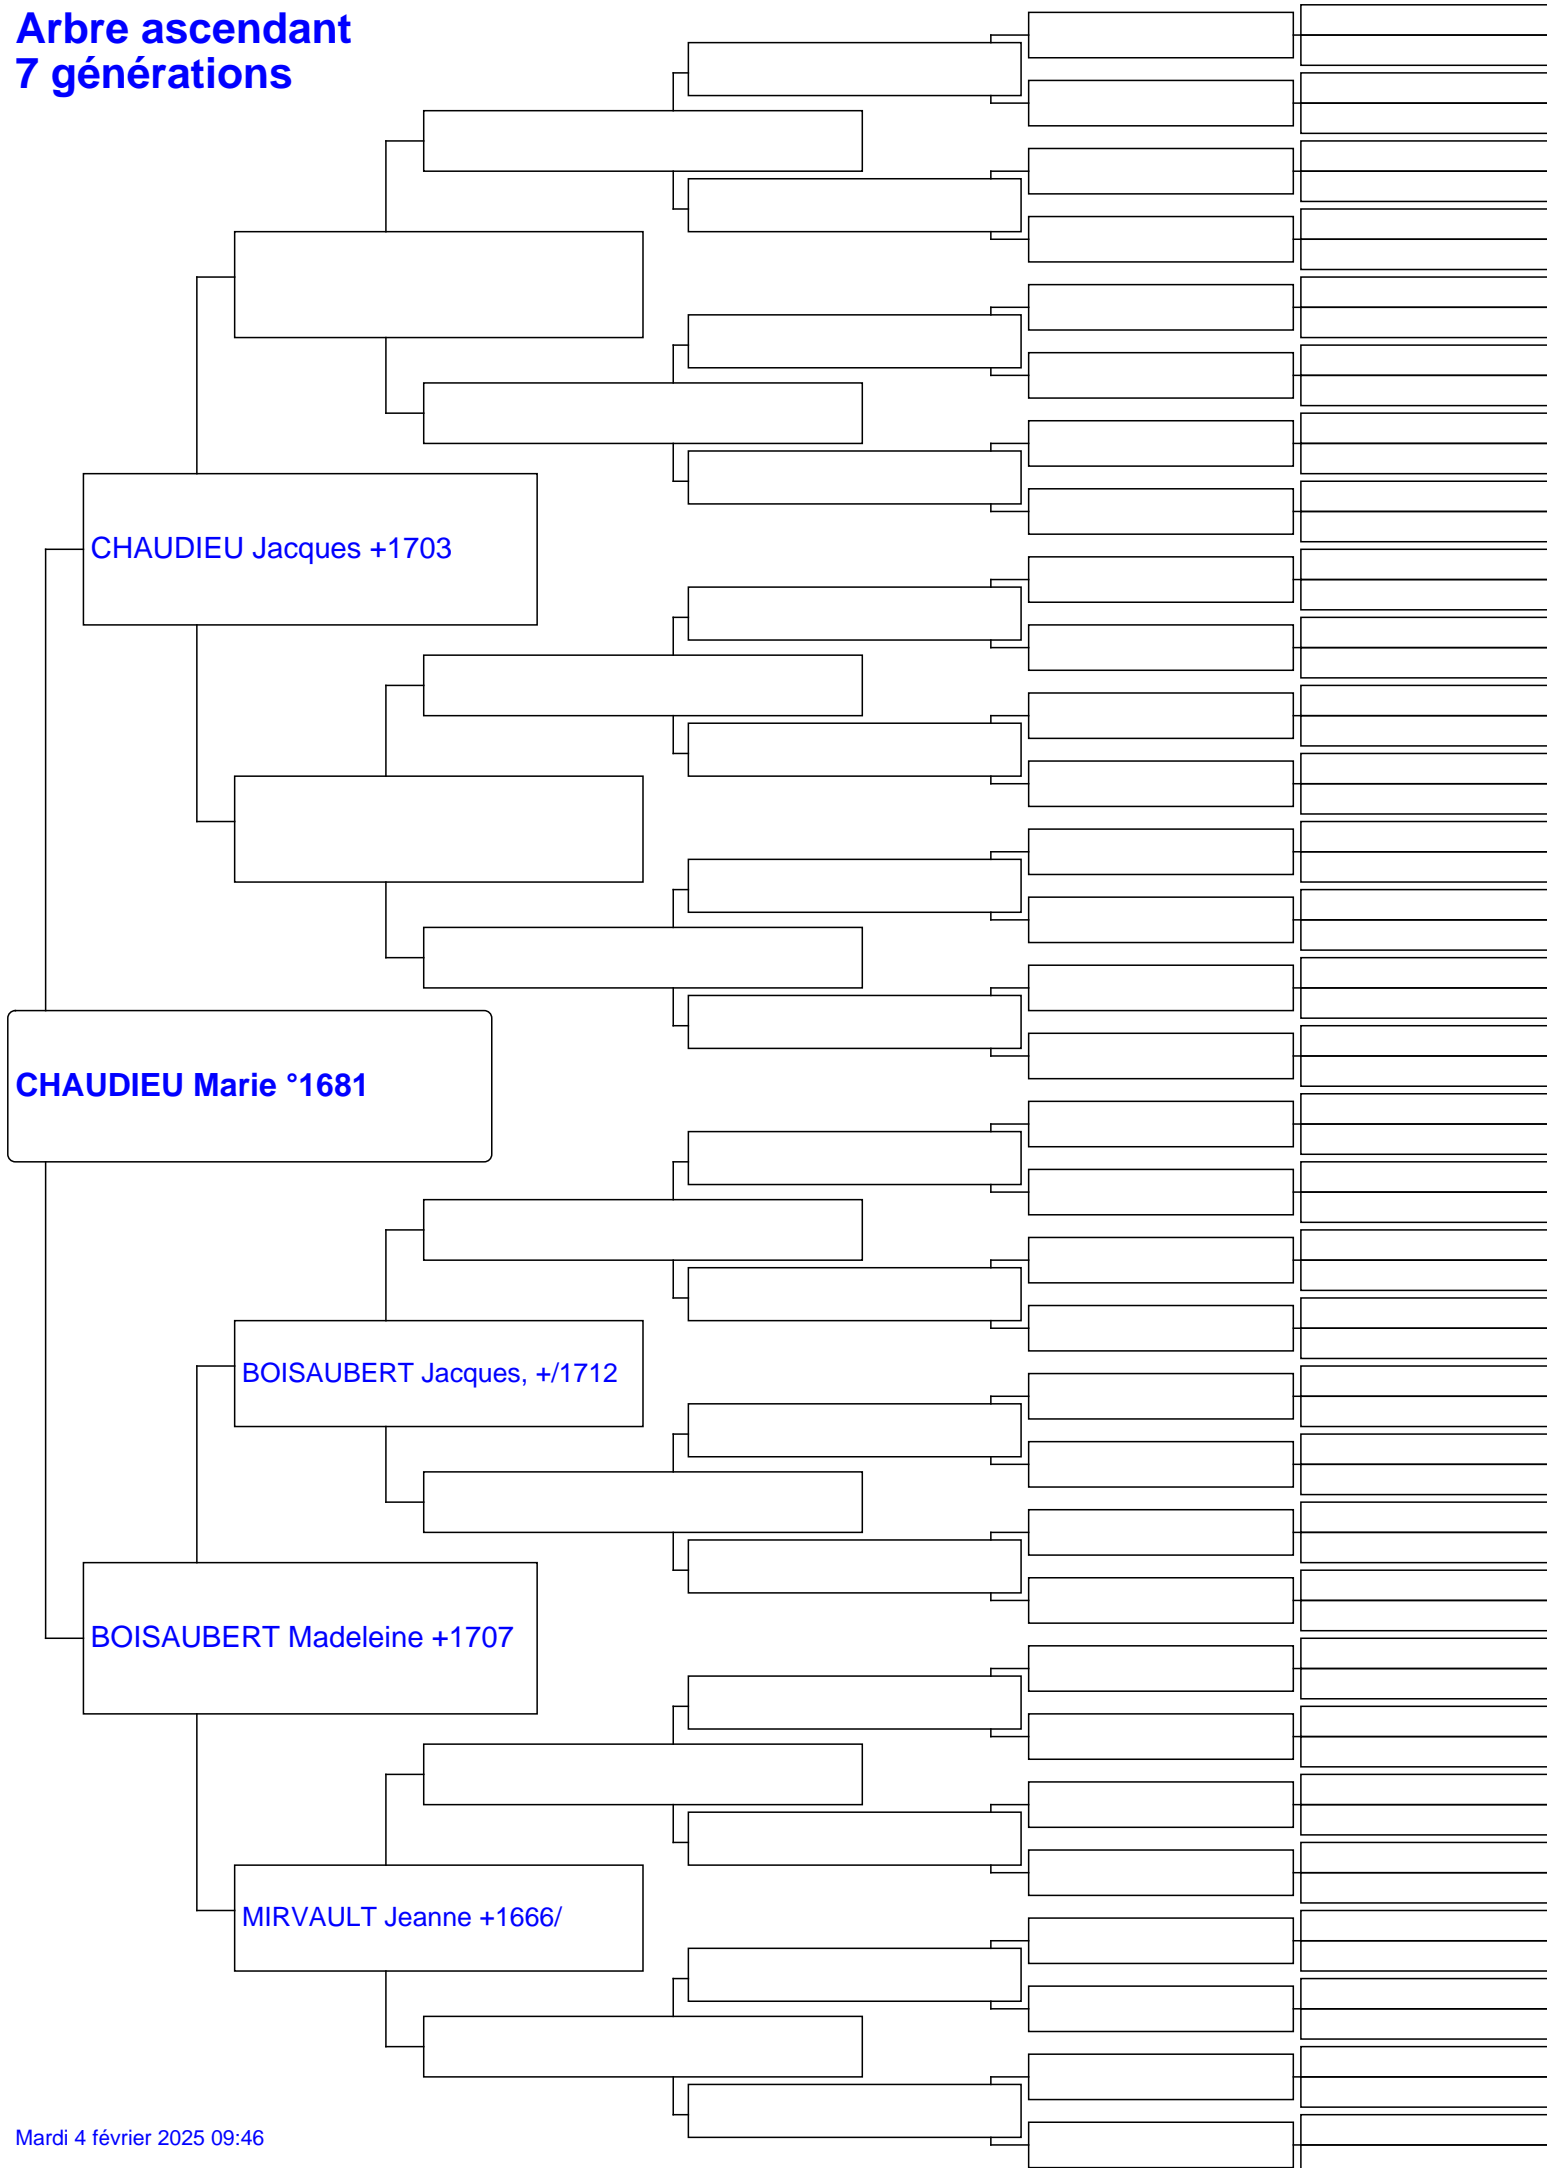 Arbre ascendant
7 générations
CHAUDIEU Jacques +1703
CHAUDIEU Marie °1681
BOISAUBERT Jacques, +/1712
BOISAUBERT Madeleine +1707
MIRVAULT Jeanne +1666/
Mardi 4 février 2025 09:46